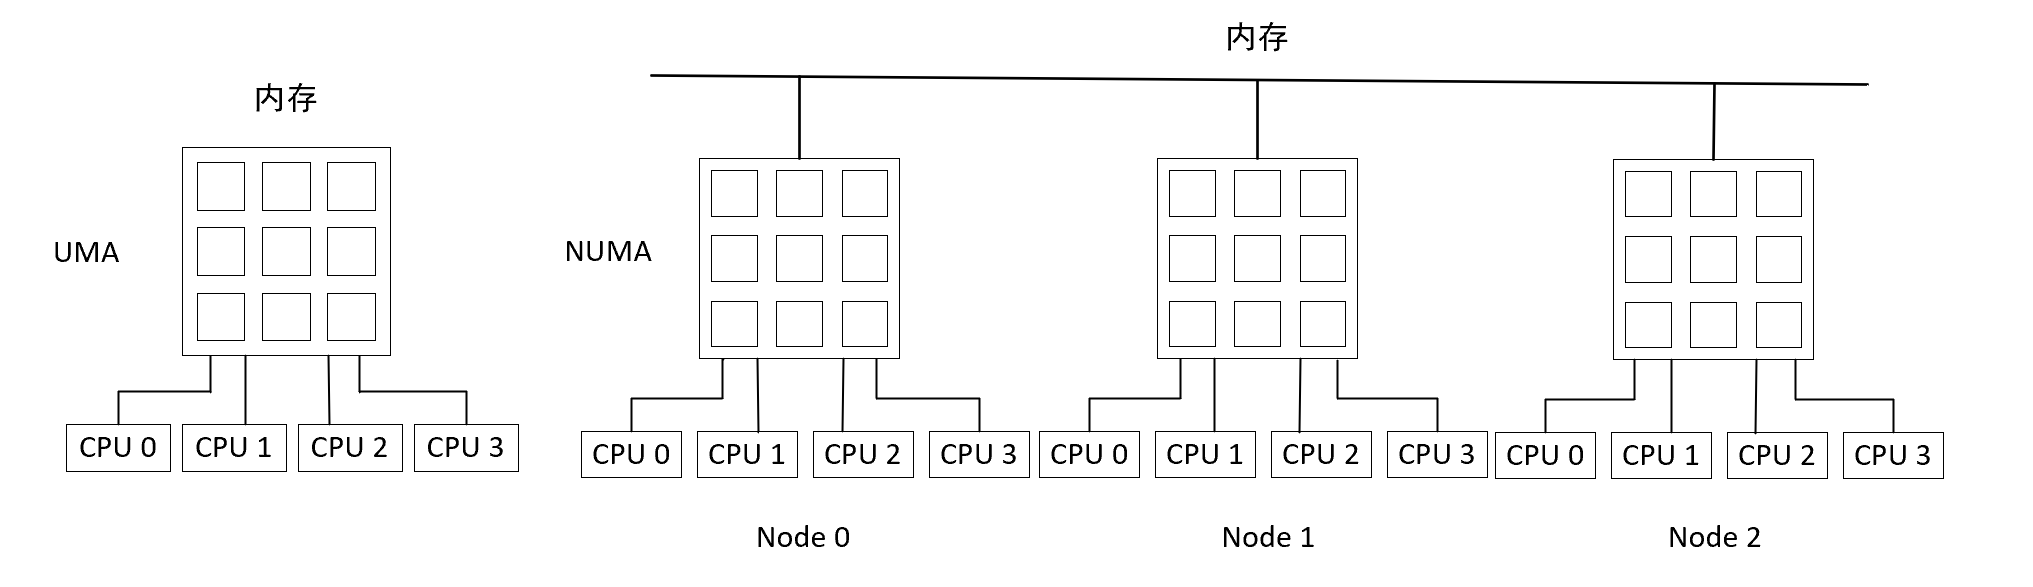 内存
UMA
CPU 0 CPU 1 CPU 2 CPU 3
内存
NUMA
CPU 0 CPU 1 CPU 2 CPU 3 CPU 0 CPU 1 CPU 2 CPU 3 CPU 0 CPU 1 CPU 2 CPU 3
Node 0 Node 1 Node 2